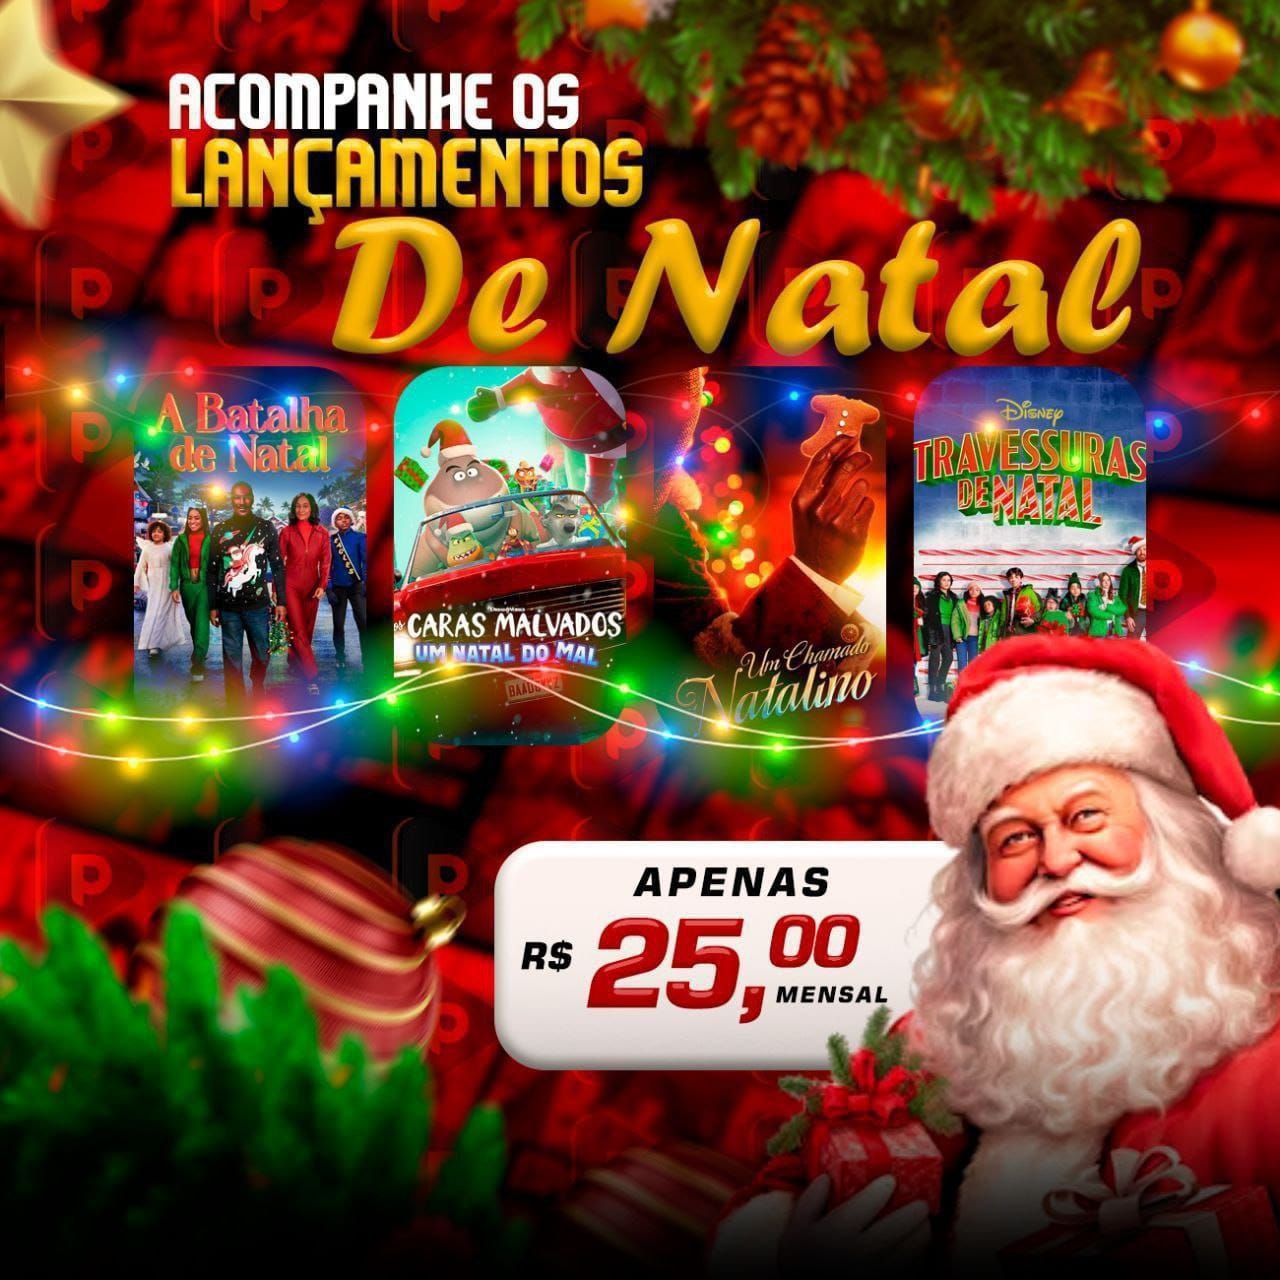 ACOMPANHE OS
LANÇAMENTOS
De Natal
A Batalha
de Natal
OS CARAS MALVADOS
UM NATAL DO MAL
Um Chamado
Natalino
DISNEY
TRAVESSURAS
DE NATAL
APENAS
R$ 25,00
MENSAL